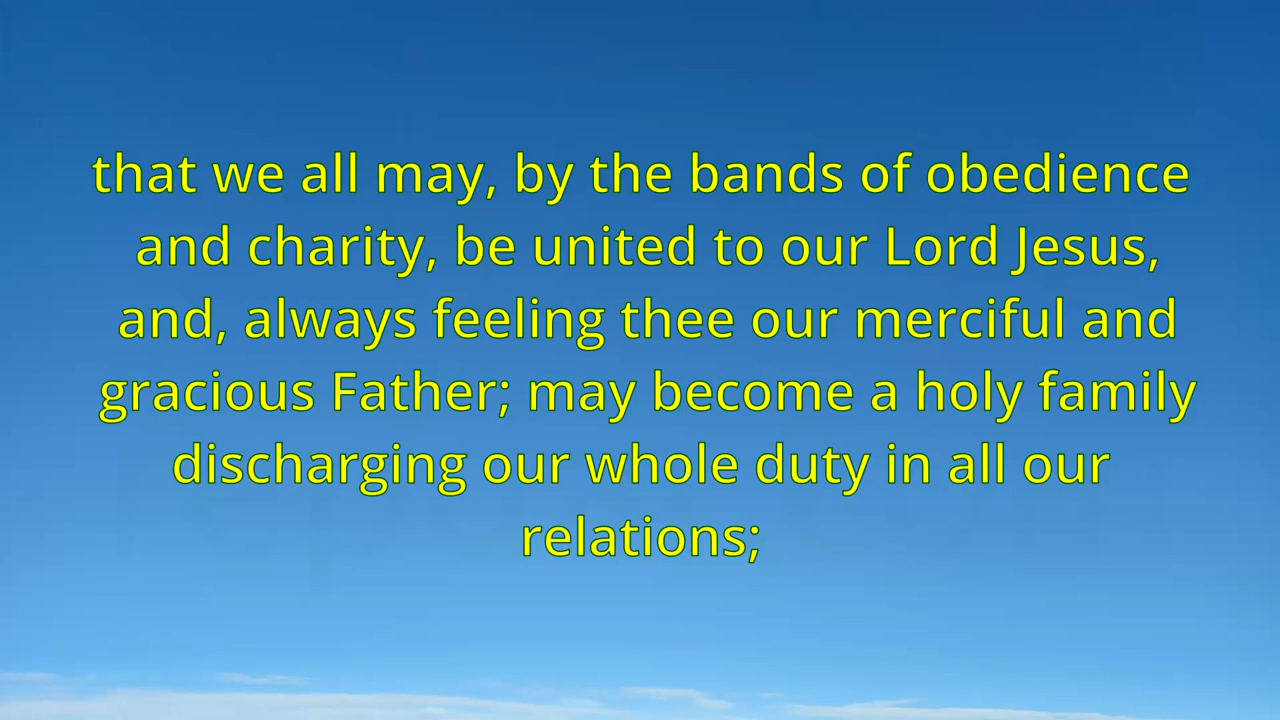 that we all may, by the bands of obedience
and charity, be united to our Lord Jesus,
and, always feeling thee our merciful and
gracious Father; may become a holy family
discharging our whole duty in all our
relations;